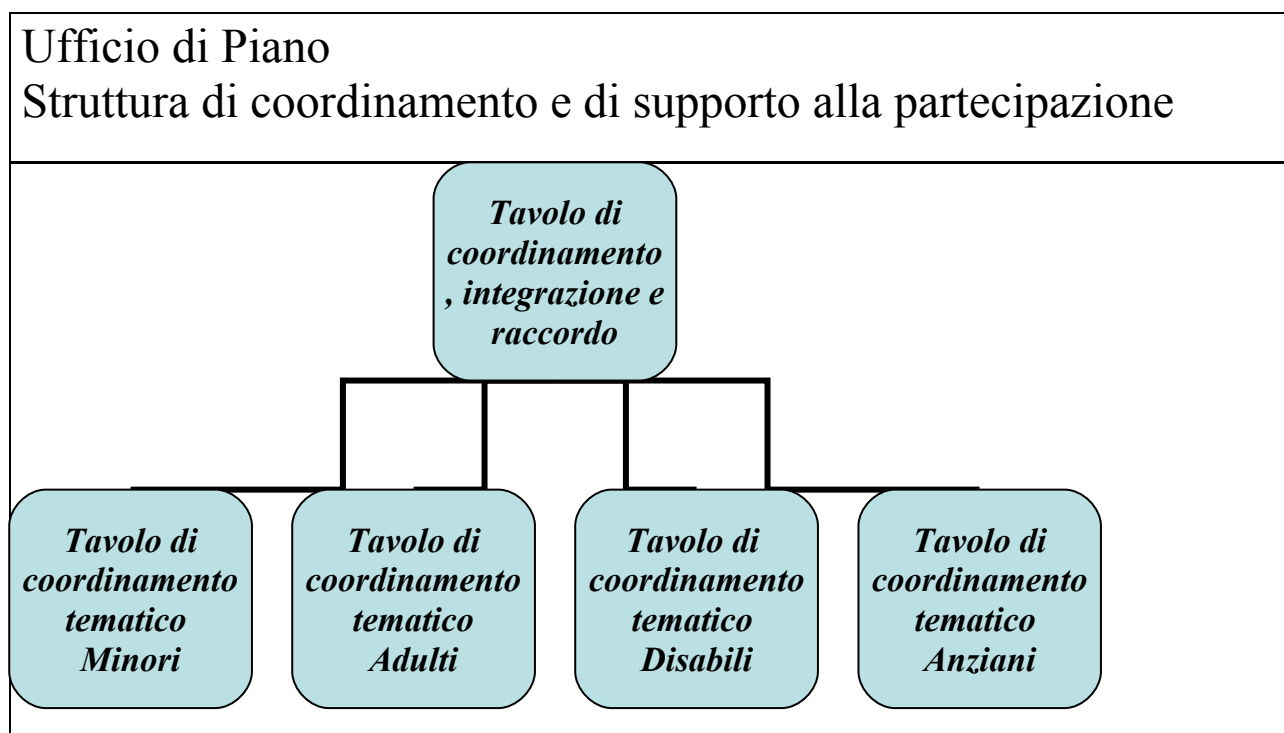 Ufficio di Piano
Struttura di coordinamento e di supporto alla partecipazione
Tavolo di
coordinamento
, integrazione e
raccordo
Tavolo di
coordinamento
tematico
Minori
Tavolo di
coordinamento
tematico
Adulti
Tavolo di
coordinamento
tematico
Disabili
Tavolo di
coordinamento
tematico
Anziani